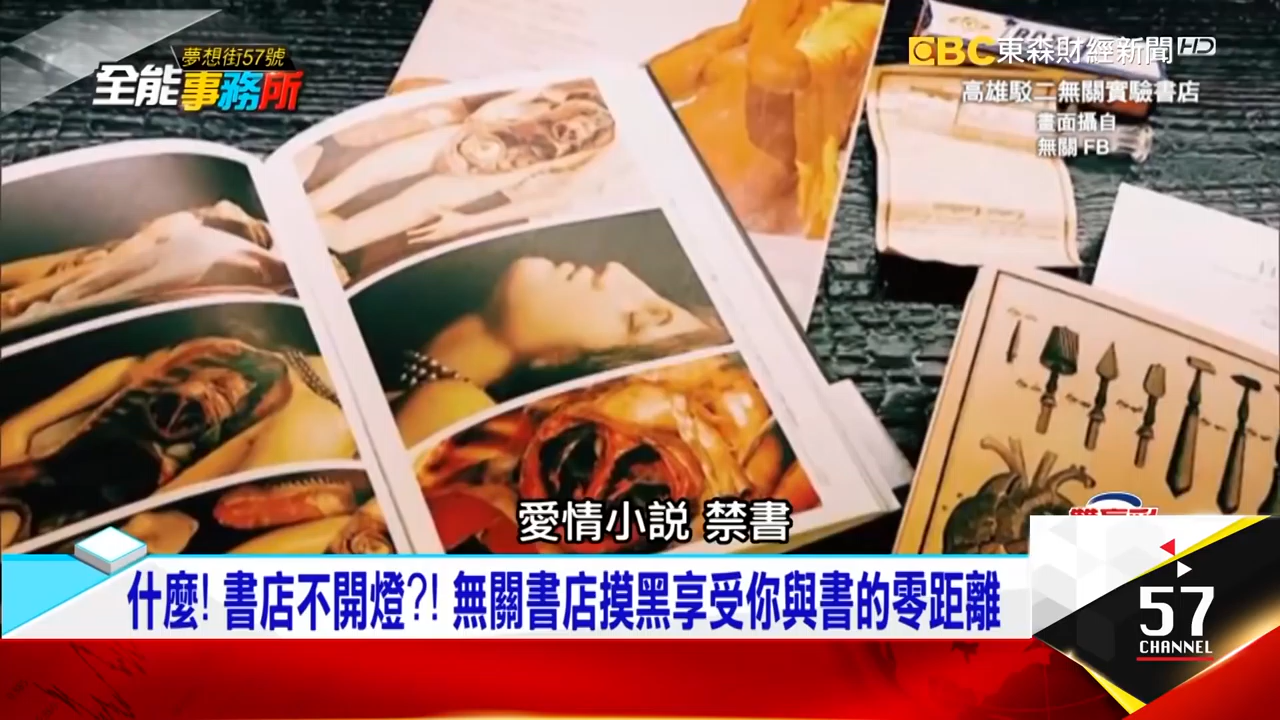 夢想街57號
全能事務所
EBC東森財經新聞HD
高雄駁二無關實驗書店
畫面攝自
無關FB
愛情小説 禁書
什麼! 書店不開燈?! 無關書店摸黑享受你與書的零距離
57
CHANNEL